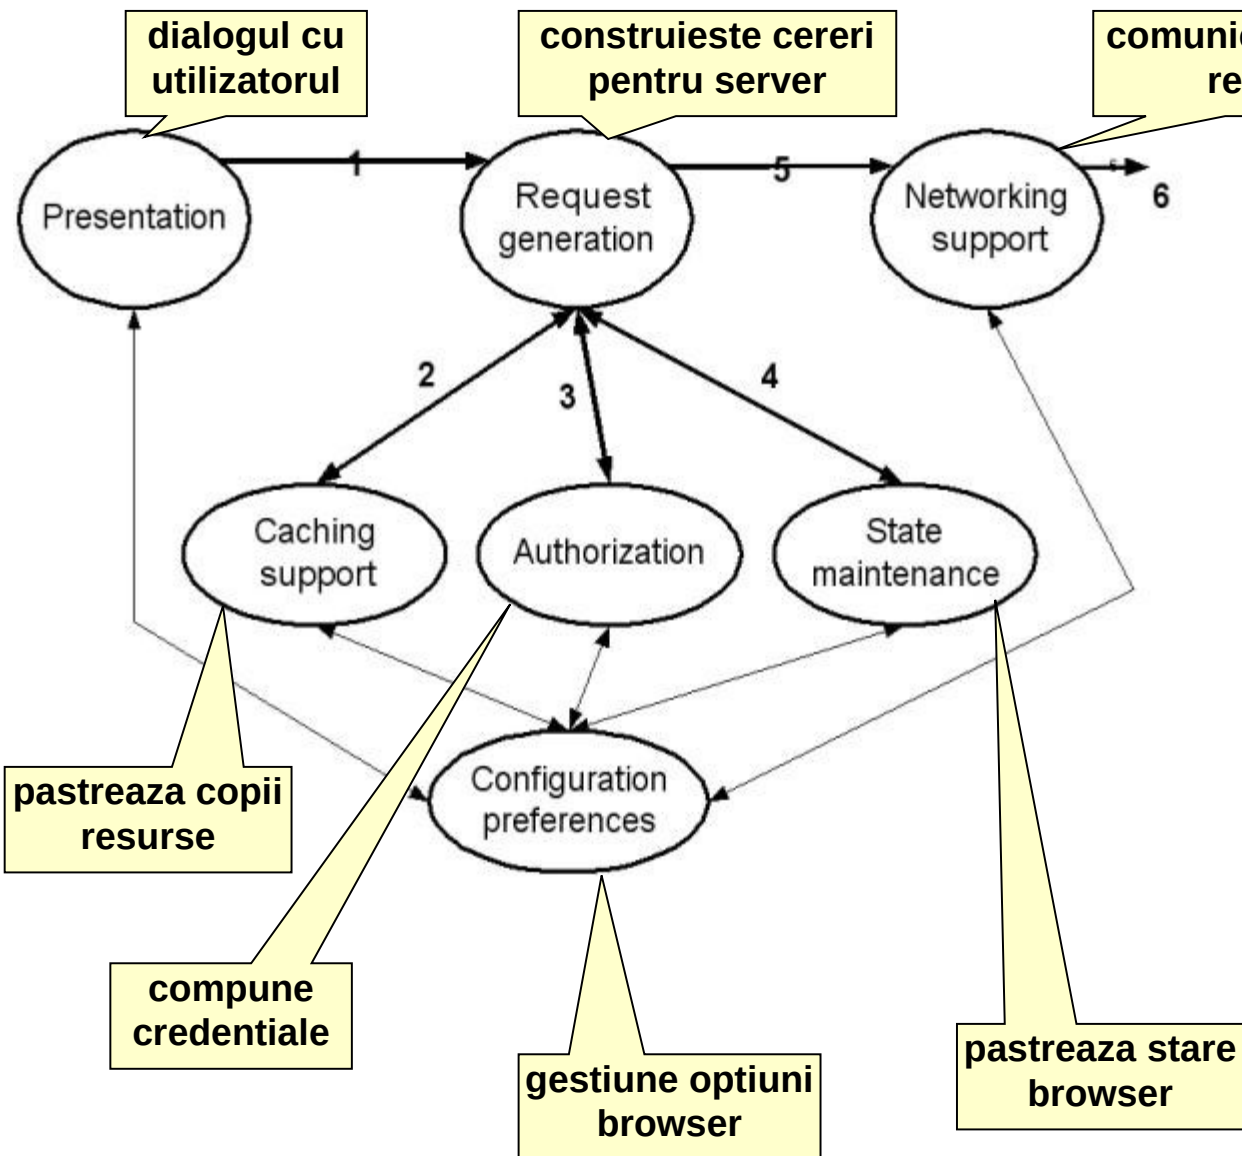 dialogul cu
utilizatorul
construieste cereri
pentru server
1
5
6
Presentation
Request
generation
Networking
support
2
3
4
Caching
support
Authorization
State
maintenance
pastreaza copii
resurse
Configuration
preferences
compune
credentiale
gestiune optiuni
browser
pastreaza stare
browser